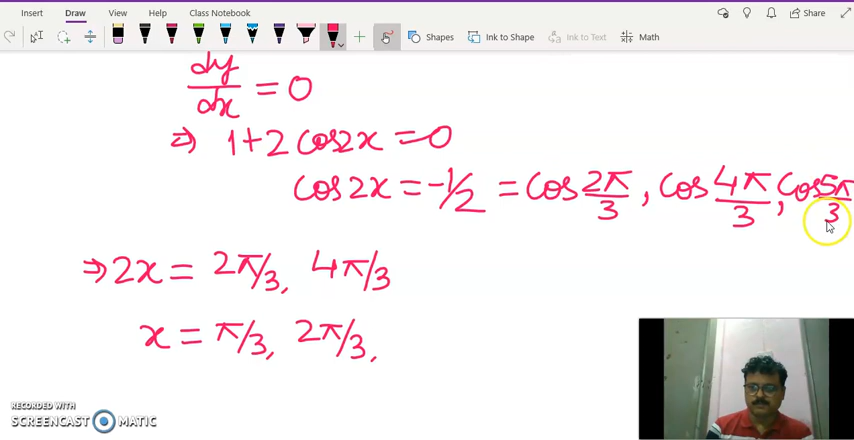 Insert Draw View Help Class Notebook Share
Shapes Ink to Shape Ink to Text Math
dy/dx = 0
⇒ 1+2 cos2x = 0
cos2x = -1/2 = cos 2π/3, cos 4π/3, cos 5π/3
⇒ 2x = 2π/3, 4π/3
x = π/3, 2π/3,
RECORDED WITH
SCREENCAST MATIC